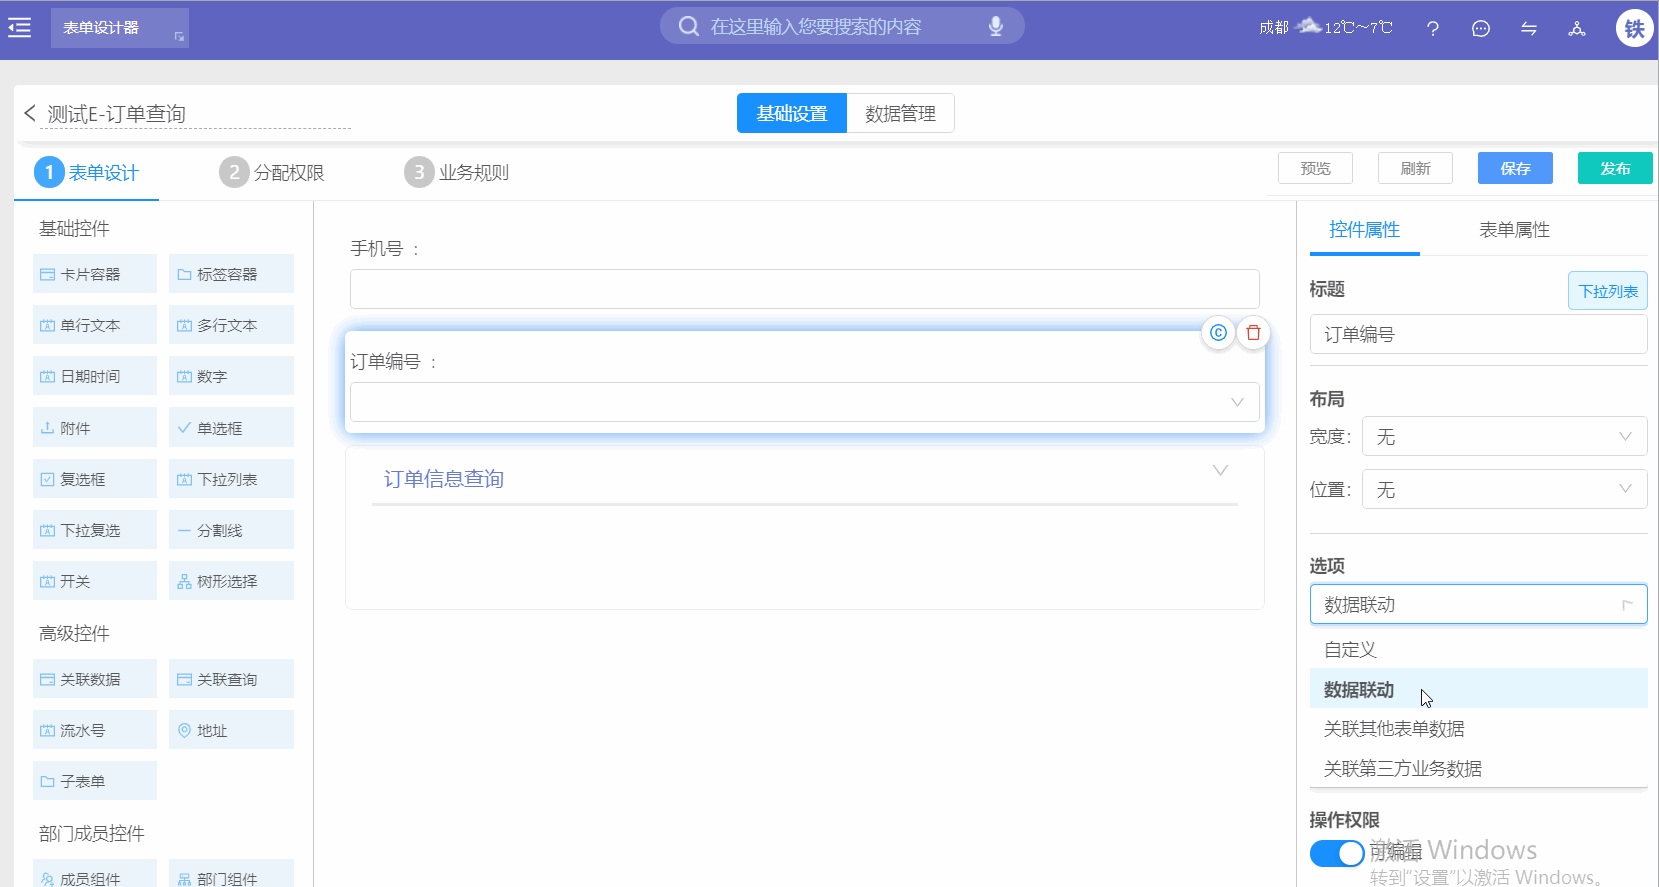 表单设计器
在这里输入您要搜索的内容
成都 12℃~7℃
铁
测试E-订单查询
基础设置 数据管理
1 表单设计 2 分配权限 3 业务规则
预览 刷新 保存 发布
基础控件
卡片容器 标签容器
单行文本 多行文本
日期时间 数字
附件 单选框
复选框 下拉列表
下拉复选 分割线
开关 树形选择
高级控件
关联数据 关联查询
流水号 地址
子表单
部门成员控件
成员组件 部门组件
手机号 :
订单编号 :
订单信息查询
控件属性 表单属性
标题 下拉列表
订单编号
布局
宽度: 无
位置: 无
选项
数据联动
自定义
数据联动
关联其他表单数据
关联第三方业务数据
操作权限
可编辑
激活 Windows
转到“设置”以激活 Windows。